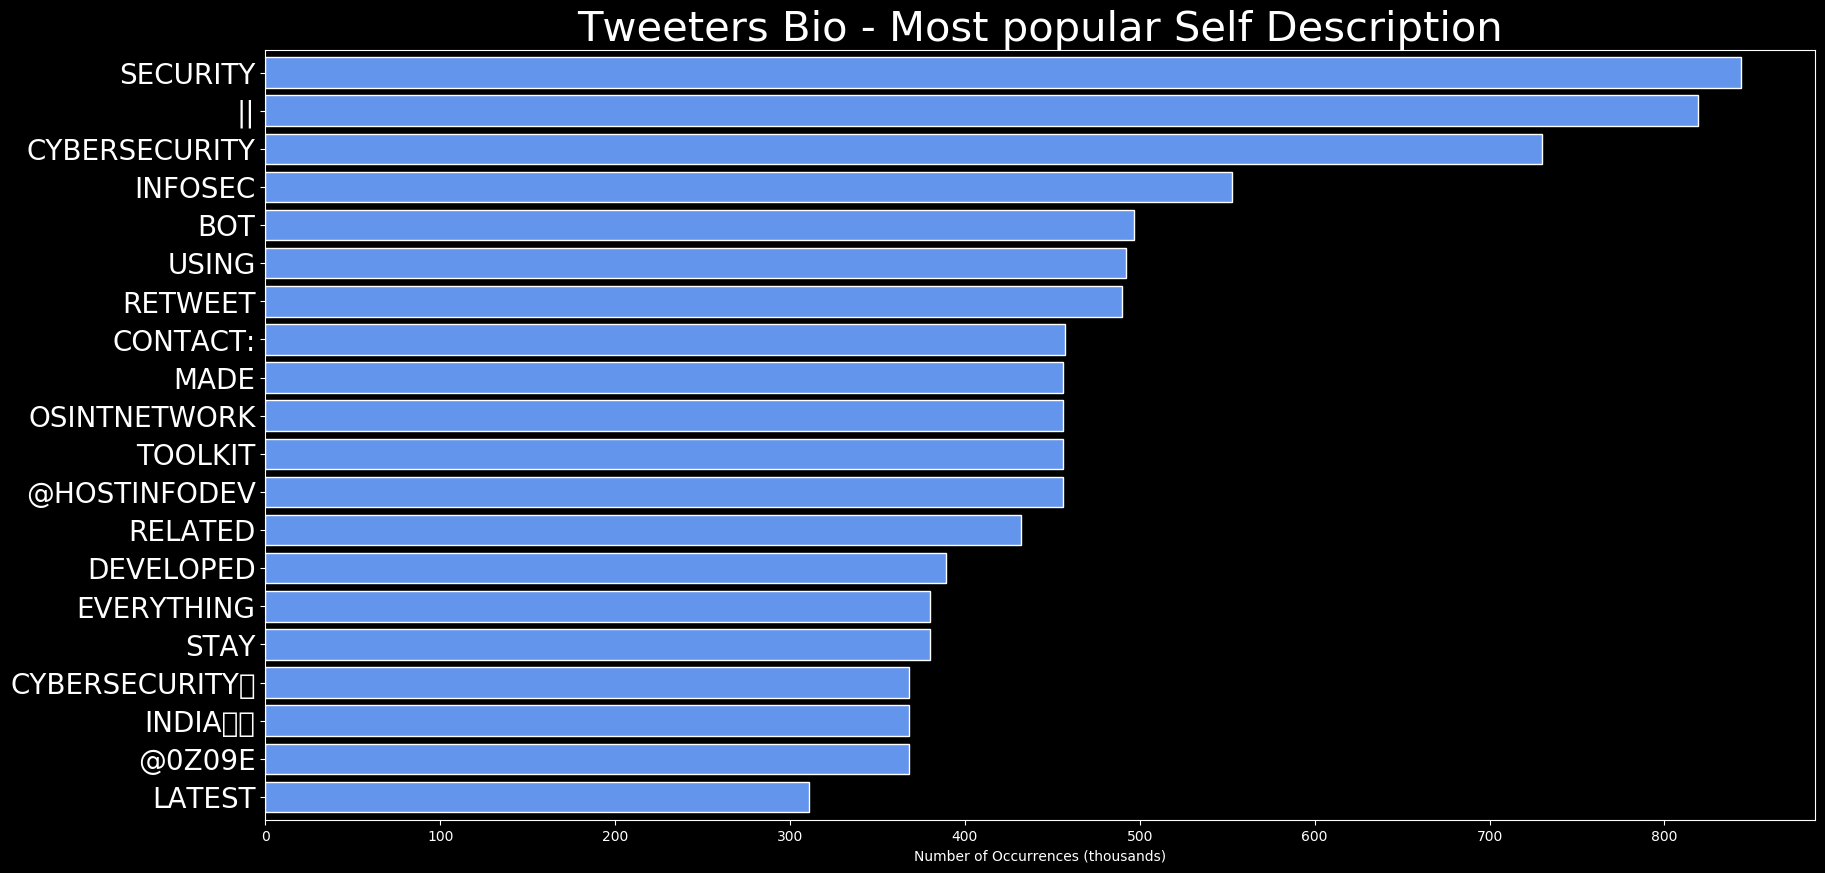 Tweeters Bio - Most popular Self Description
SECURITY
||
CYBERSECURITY
INFOSEC
BOT
USING
RETWEET
CONTACT:
MADE
OSINTNETWORK
TOOLKIT
@HOSTINFODEV
RELATED
DEVELOPED
EVERYTHING
STAY
CYBERSECURITY▯
INDIA▯▯
@0Z09E
LATEST
0 100 200 300 400 500 600 700 800
Number of Occurrences (thousands)